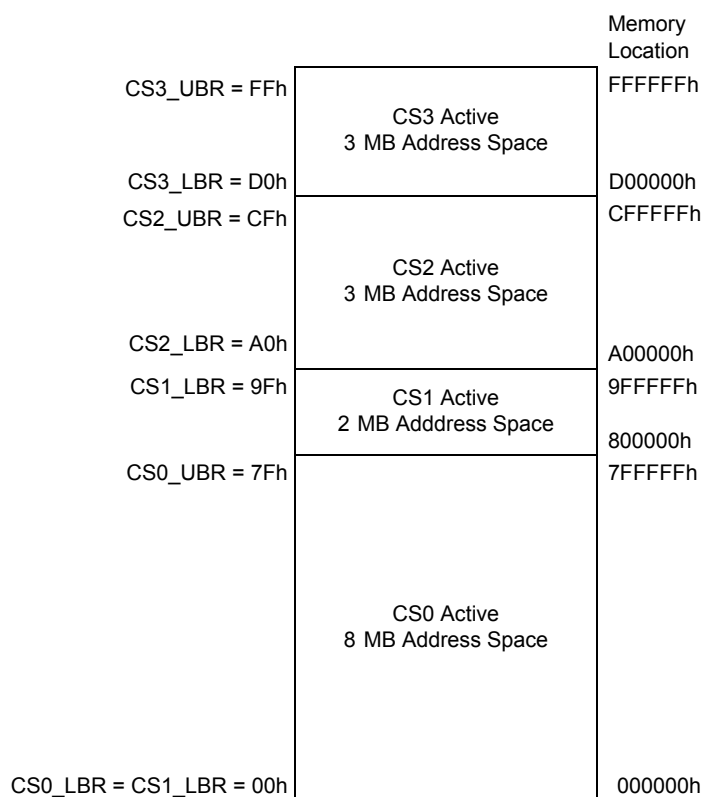 Memory
Location
CS3_UBR = FFh
FFFFFFh
CS3 Active
3 MB Address Space
CS3_LBR = D0h
D00000h
CS2_UBR = CFh
CFFFFFh
CS2 Active
3 MB Address Space
CS2_LBR = A0h
A00000h
CS1_LBR = 9Fh
9FFFFFh
CS1 Active
2 MB Adddress Space
800000h
CS0_UBR = 7Fh
7FFFFFh
CS0 Active
8 MB Address Space
CS0_LBR = CS1_LBR = 00h
000000h